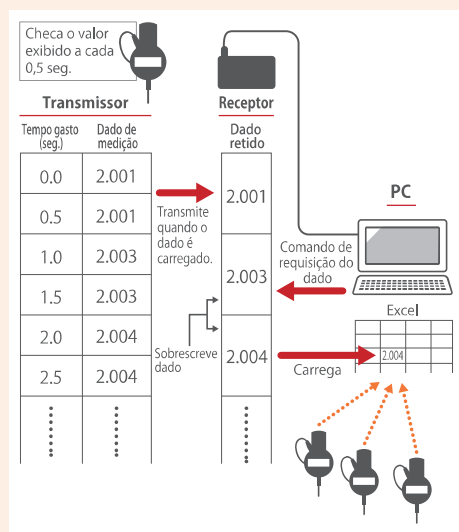 Checa o valor
exibido a cada
0,5 seg.
Transmissor
Tempo gasto
(seg.)
Dado de
medição
0.0 2.001
0.5 2.001
1.0 2.003
1.5 2.003
2.0 2.004
2.5 2.004
Transmite
quando o
dado é
carregado.
Sobrescreve
dado
Receptor
Dado
retido
2.001
2.003
2.004
PC
Comando de
requisição do
dado
Excel
2.004
Carrega